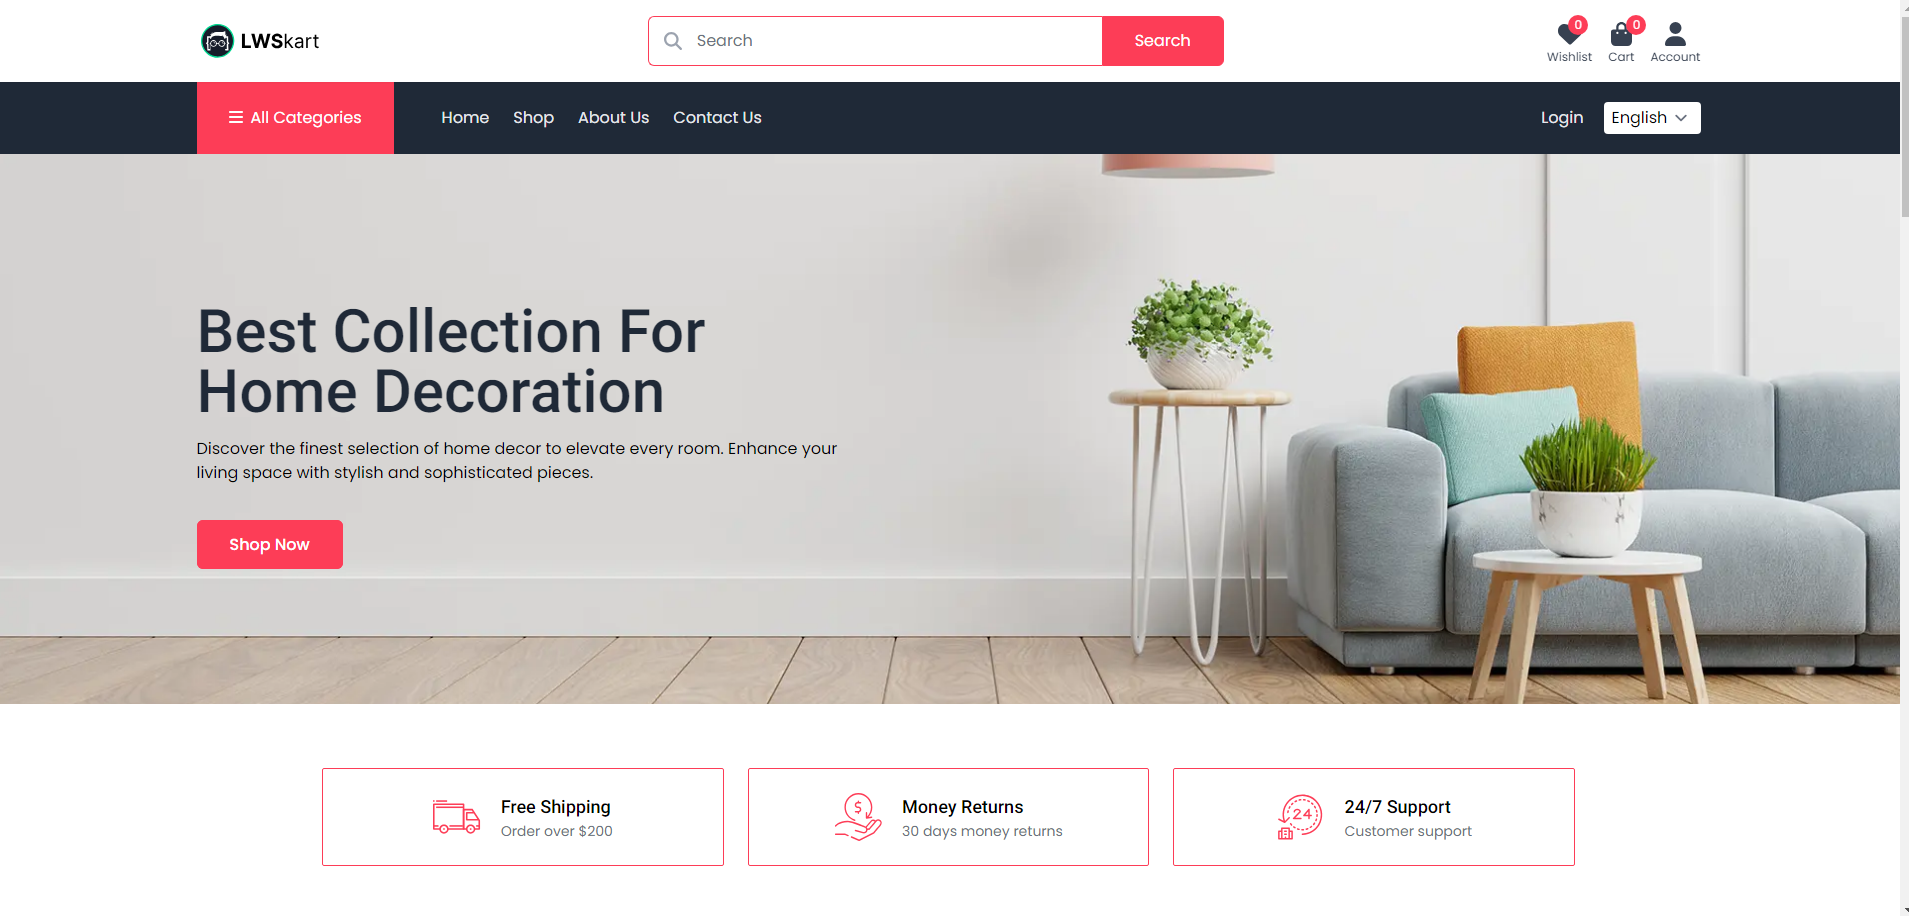 LWSkart
Search
Search
0
0
Wishlist
Cart
Account
All Categories
Home
Shop
About Us
Contact Us
Login
English
Best Collection For
Home Decoration
Discover the finest selection of home decor to elevate every room. Enhance your
living space with stylish and sophisticated pieces.
Shop Now
Free Shipping
Order over $200
$
Money Returns
30 days money returns
24
24/7 Support
Customer support